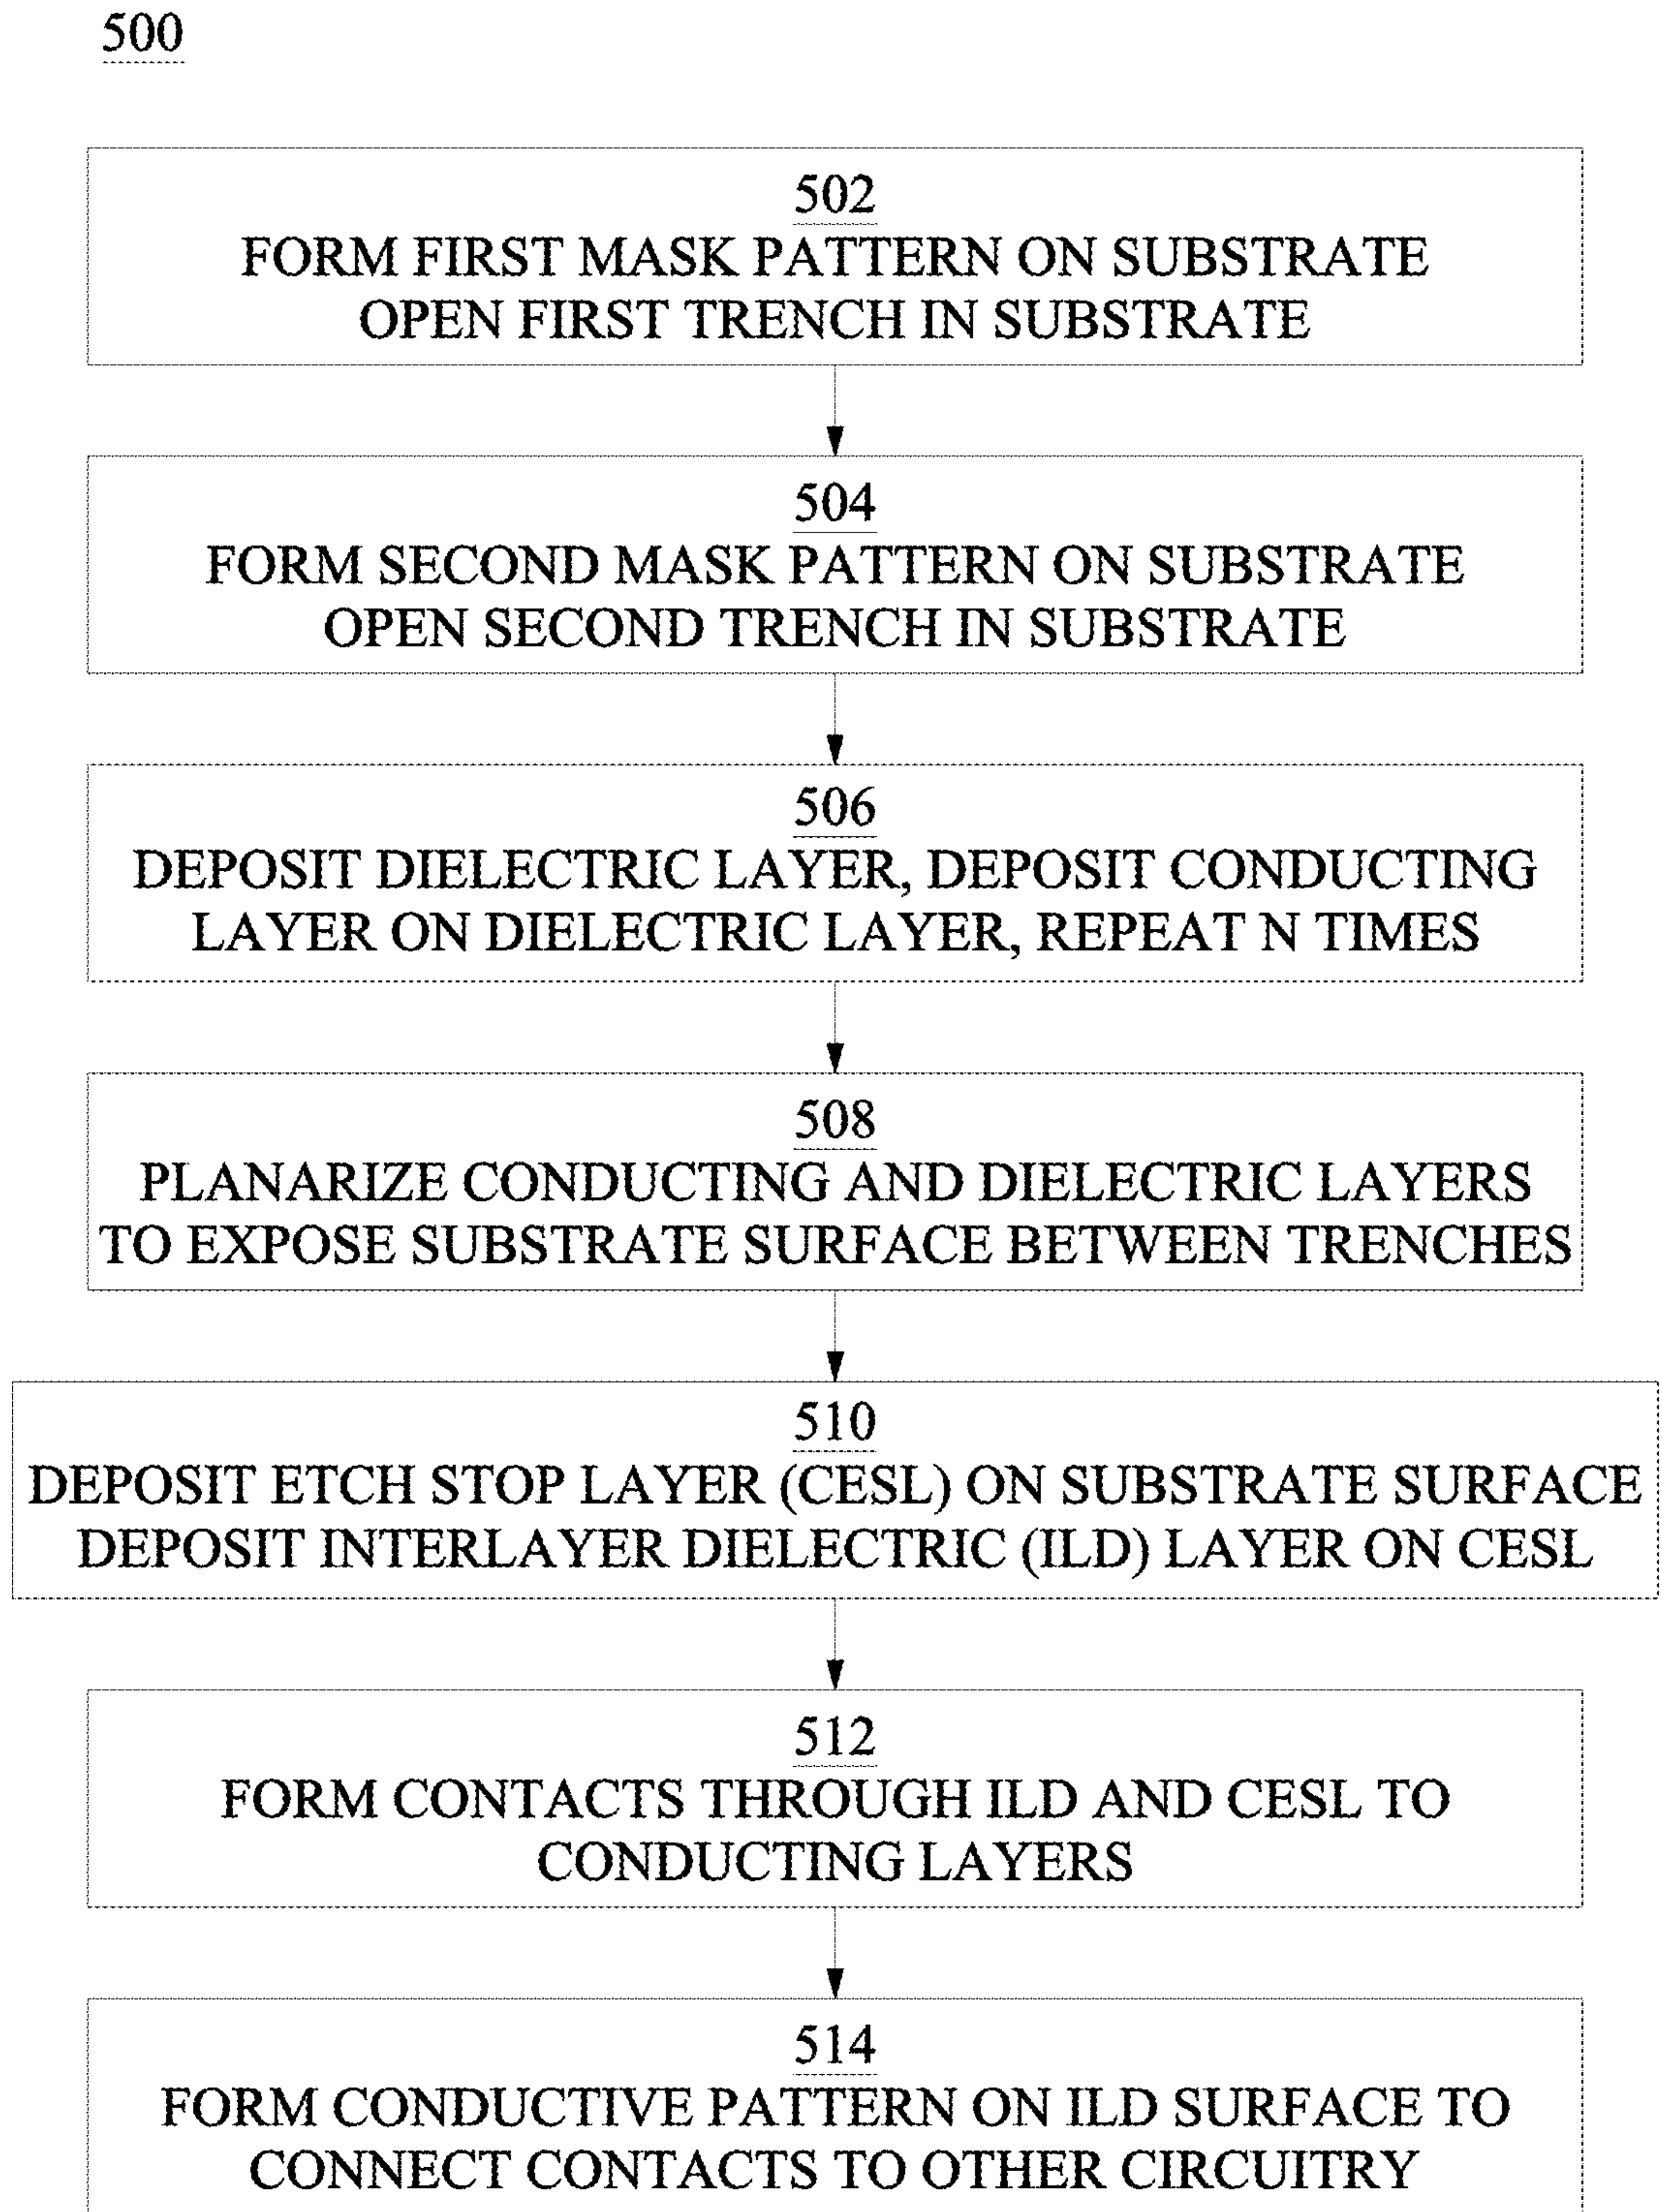 500
502
FORM FIRST MASK PATTERN ON SUBSTRATE
OPEN FIRST TRENCH IN SUBSTRATE
504
FORM SECOND MASK PATTERN ON SUBSTRATE
OPEN SECOND TRENCH IN SUBSTRATE
506
DEPOSIT DIELECTRIC LAYER, DEPOSIT CONDUCTING
LAYER ON DIELECTRIC LAYER, REPEAT N TIMES
508
PLANARIZE CONDUCTING AND DIELECTRIC LAYERS
TO EXPOSE SUBSTRATE SURFACE BETWEEN TRENCHES
510
DEPOSIT ETCH STOP LAYER (CESL) ON SUBSTRATE SURFACE
DEPOSIT INTERLAYER DIELECTRIC (ILD) LAYER ON CESL
512
FORM CONTACTS THROUGH ILD AND CESL TO
CONDUCTING LAYERS
514
FORM CONDUCTIVE PATTERN ON ILD SURFACE TO
CONNECT CONTACTS TO OTHER CIRCUITRY